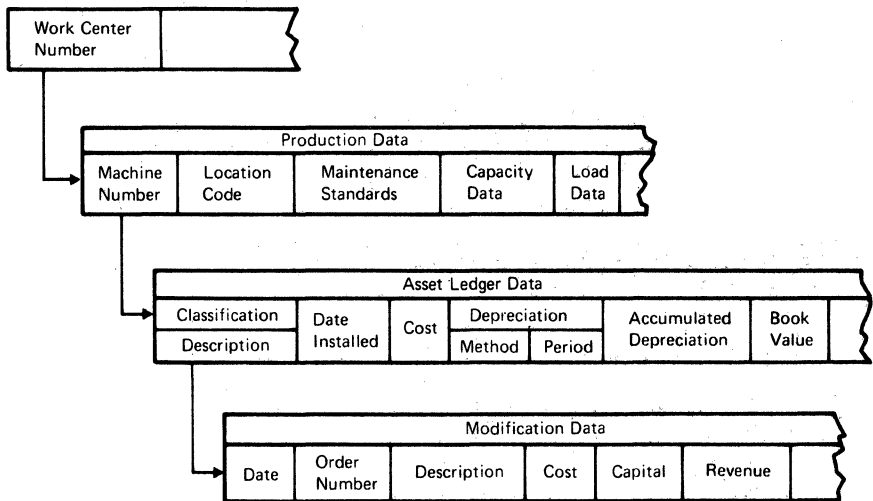 Work Center
Number
Production Data
Machine
Number
Location
Code
Maintenance
Standards
Capacity
Data
Load
Data
Asset Ledger Data
Classification
Description
Date
Installed
Cost
Depreciation
Method
Period
Accumulated
Depreciation
Book
Value
Modification Data
Date
Order
Number
Description
Cost
Capital
Revenue